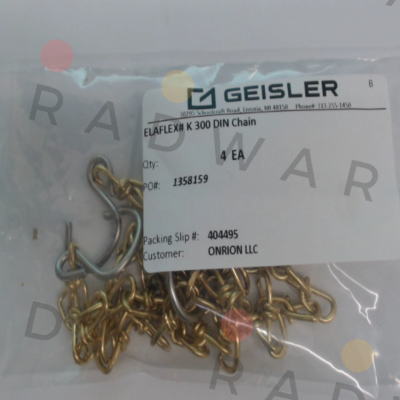 GEISLER
B
ELAFLEX# K 300 DIN Chain
Qty: 4 EA
PO#: 1358159
Packing Slip #: 404495
Customer: ONRION LLC
RADWAR
RADWAR